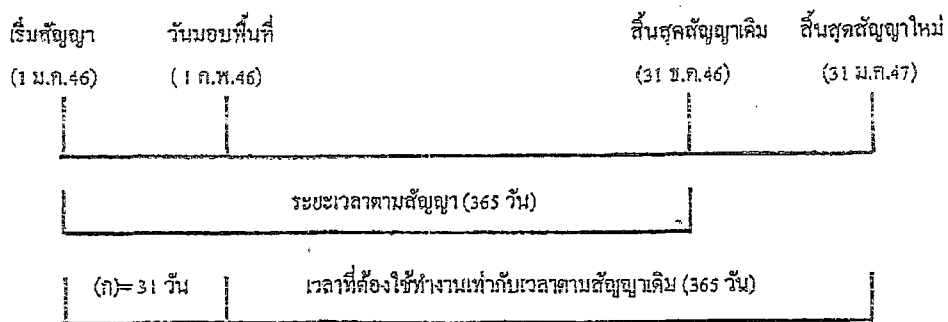 เริ่มสัญญา วันมอบพื้นที่ สิ้นสุดสัญญาเดิม สิ้นสุดสัญญาใหม่
(1 ม.ค.46) (1 ก.พ.46) (31 ธ.ค.46) (31 ม.ค.47)
ระยะเวลาตามสัญญา (365 วัน)
(ก)= 31 วัน เวลาที่ต้องใช้ทำงานเท่ากับเวลาตามสัญญาเดิม (365 วัน)